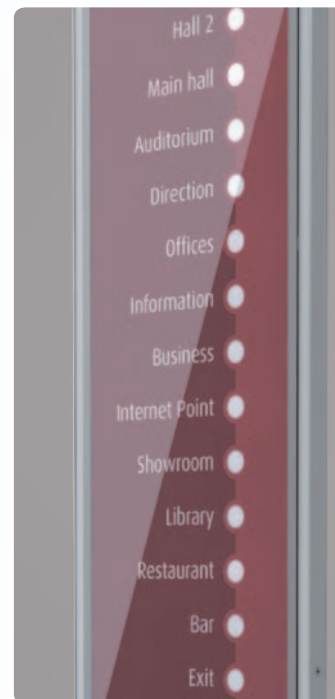 Hall 2
Main hall
Auditorium
Direction
Offices
Information
Business
Internet Point
Showroom
Library
Restaurant
Bar
Exit